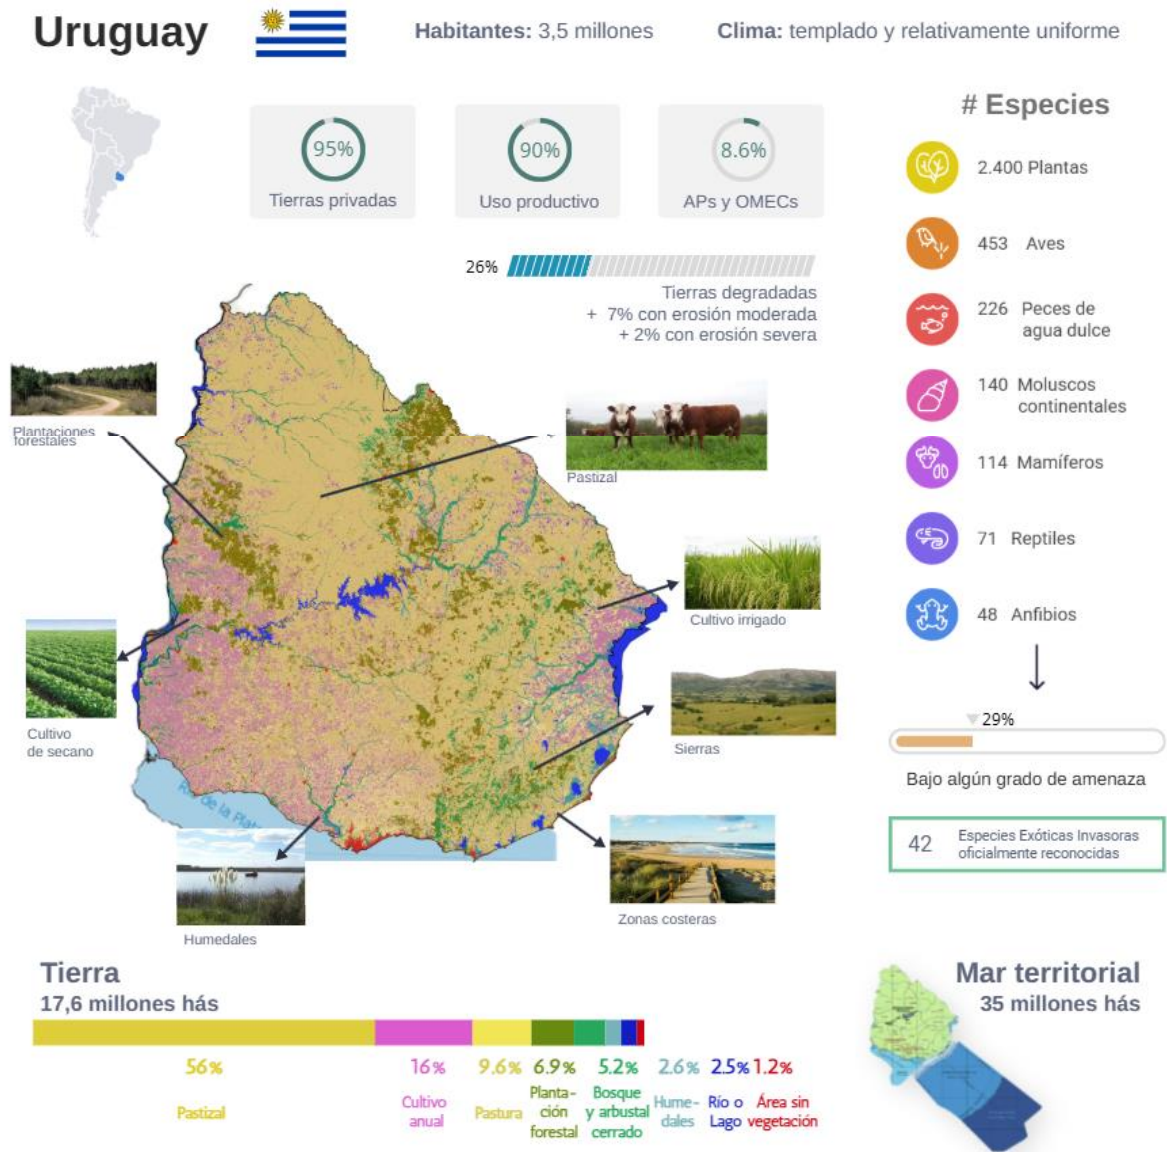 Uruguay
Habitantes: 3,5 millones
Clima: templado y relativamente uniforme
95%
Tierras privadas
90%
Uso productivo
8.6%
APs y OMECs
26%
Tierras degradadas
+ 7% con erosión moderada
+ 2% con erosión severa
# Especies
2.400 Plantas
453 Aves
226 Peces de
agua dulce
140 Moluscos
continentales
114 Mamíferos
71 Reptiles
48 Anfibios
29%
Bajo algún grado de amenaza
42
Especies Exóticas Invasoras
oficialmente reconocidas
Plantaciones
forestales
Pastizal
Cultivo irrigado
Cultivo
de secano
Sierras
Río de la Plata
Zonas costeras
Humedales
Tierra
17,6 millones hás
56%
16%
9.6%
6.9%
5.2%
2.6%
2.5%
1.2%
Pastizal
Cultivo
anual
Pastura
Planta-
ción
forestal
Bosque
y arbustal
cerrado
Hume-
dales
Río o
Lago
Área sin
vegetación
Mar territorial
35 millones hás